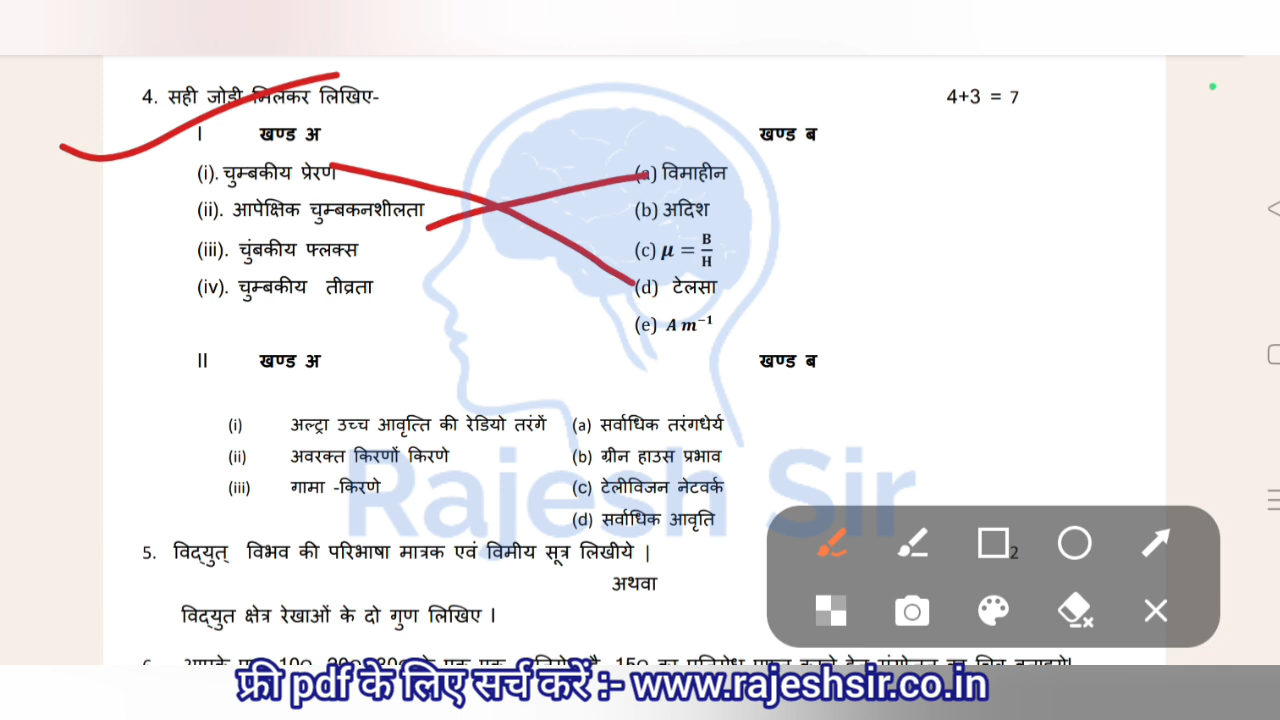 4. सही जोड़ी मिलकर लिखिए- 4+3 = 7
I खण्ड अ खण्ड ब
(i). चुम्बकीय प्रेरण (a) विमाहीन
(ii). आपेक्षिक चुम्बकनशीलता (b) अदिश
(iii). चुंबकीय फ्लक्स (c) μ = B/H
(iv). चुम्बकीय तीव्रता (d) टेलसा
(e) A m⁻¹
II खण्ड अ खण्ड ब
(i) अल्ट्रा उच्च आवृत्ति की रेडियो तरंगें (a) सर्वाधिक तरंगधेर्य
(ii) अवरक्त किरणों किरणे (b) ग्रीन हाउस प्रभाव
(iii) गामा -किरणे (c) टेलीविजन नेटवर्क
(d) सर्वाधिक आवृति
Rajesh Sir
5. विद्युत् विभव की परिभाषा मात्रक एवं विमीय सूत्र लिखीये | 2
अथवा
विद्युत क्षेत्र रेखाओं के दो गुण लिखिए I
फ्री pdf के लिए सर्च करें :- www.rajeshsir.co.in